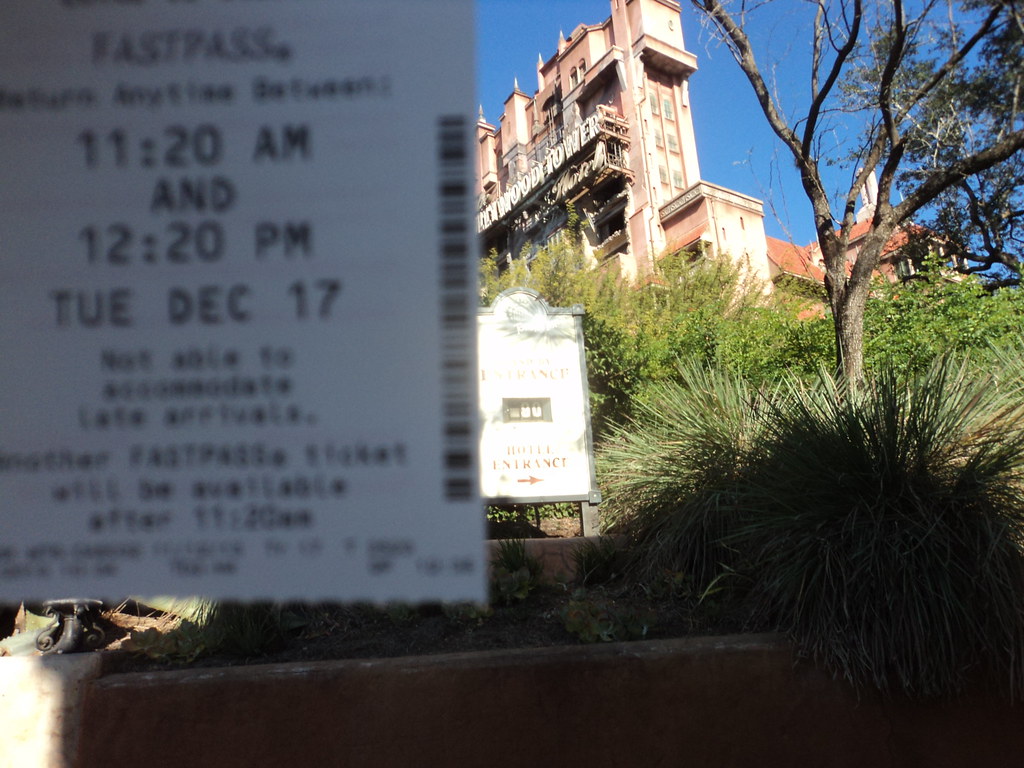 FASTPASS®
Return Anytime Between:
11:20 AM
AND
12:20 PM
TUE DEC 17
Not able to
accommodate
late arrivals.
Another FASTPASS® ticket
will be available
after 11:20am
TOWER
ENTRANCE
HOTEL
ENTRANCE